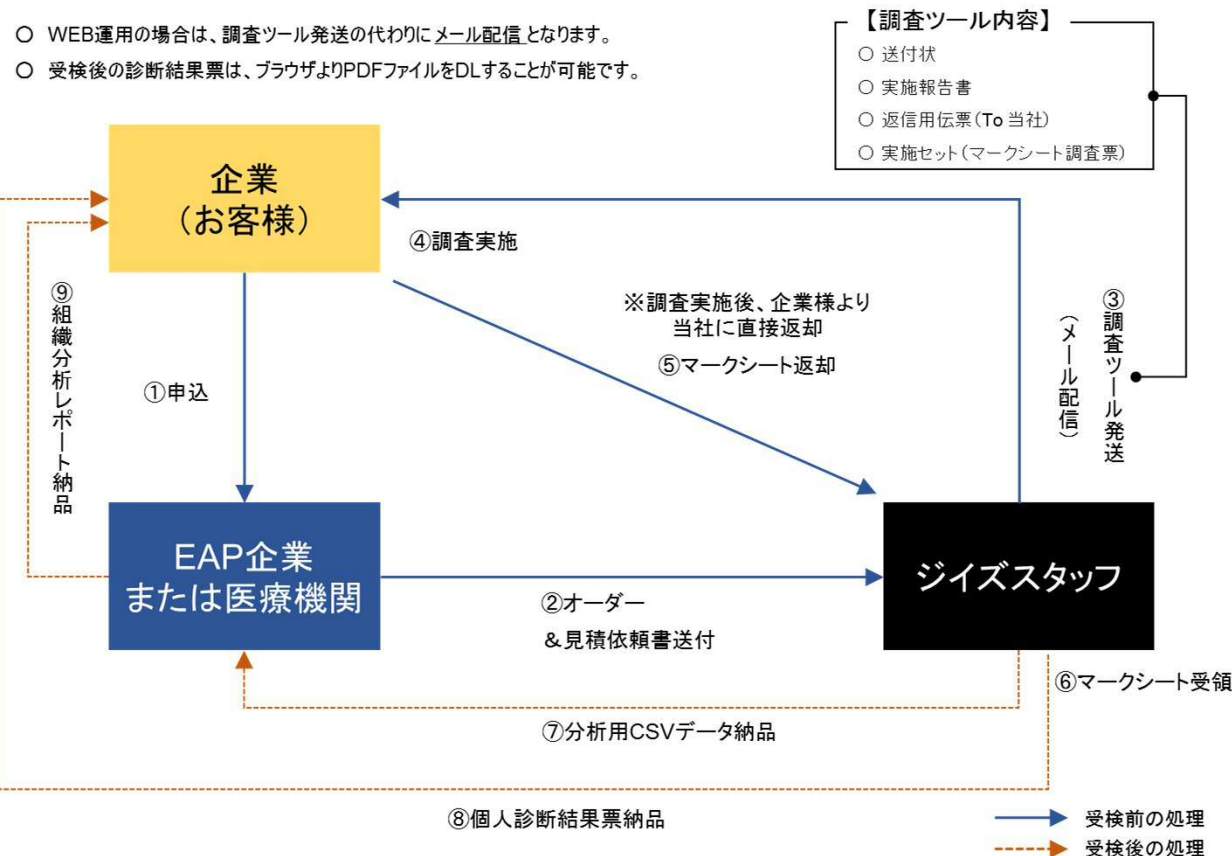 ○ WEB運用の場合は、調査ツール発送の代わりにメール配信となります。
○ 受検後の診断結果票は、ブラウザよりPDFファイルをDLすることが可能です。
【調査ツール内容】
○ 送付状
○ 実施報告書
○ 返信用伝票(To 当社)
○ 実施セット(マークシート調査票)
企業
(お客様)
④調査実施
※調査実施後、企業様より
当社に直接返却
⑤マークシート返却
③調査ツール発送
(メール配信)
⑨組織分析レポート納品
①申込
EAP企業
または医療機関
②オーダー
&見積依頼書送付
ジイズスタッフ
⑥マークシート受領
⑦分析用CSVデータ納品
⑧個人診断結果票納品
受検前の処理
受検後の処理